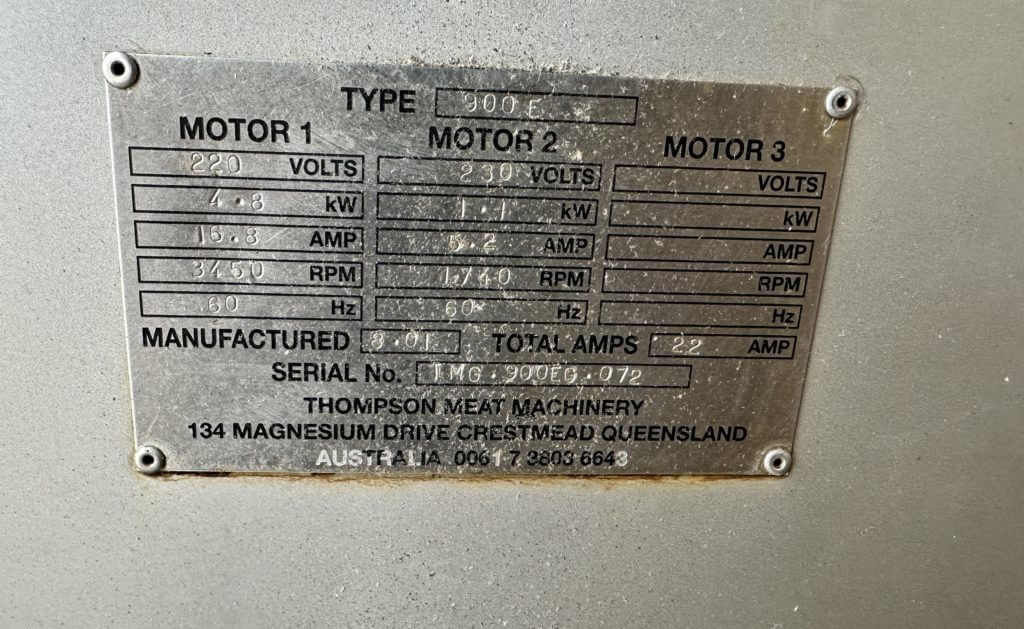 TYPE 900 E
MOTOR 1 MOTOR 2 MOTOR 3
220 VOLTS 230 VOLTS VOLTS
4.8 kW 1.1 kW kW
16.8 AMP 5.2 AMP AMP
3450 RPM 1740 RPM RPM
60 Hz 60 Hz Hz
MANUFACTURED 8.01 TOTAL AMPS 22 AMP
SERIAL No. TMG.900EG.072
THOMPSON MEAT MACHINERY
134 MAGNESIUM DRIVE CRESTMEAD QUEENSLAND
AUSTRALIA 0061 7 3803 6643